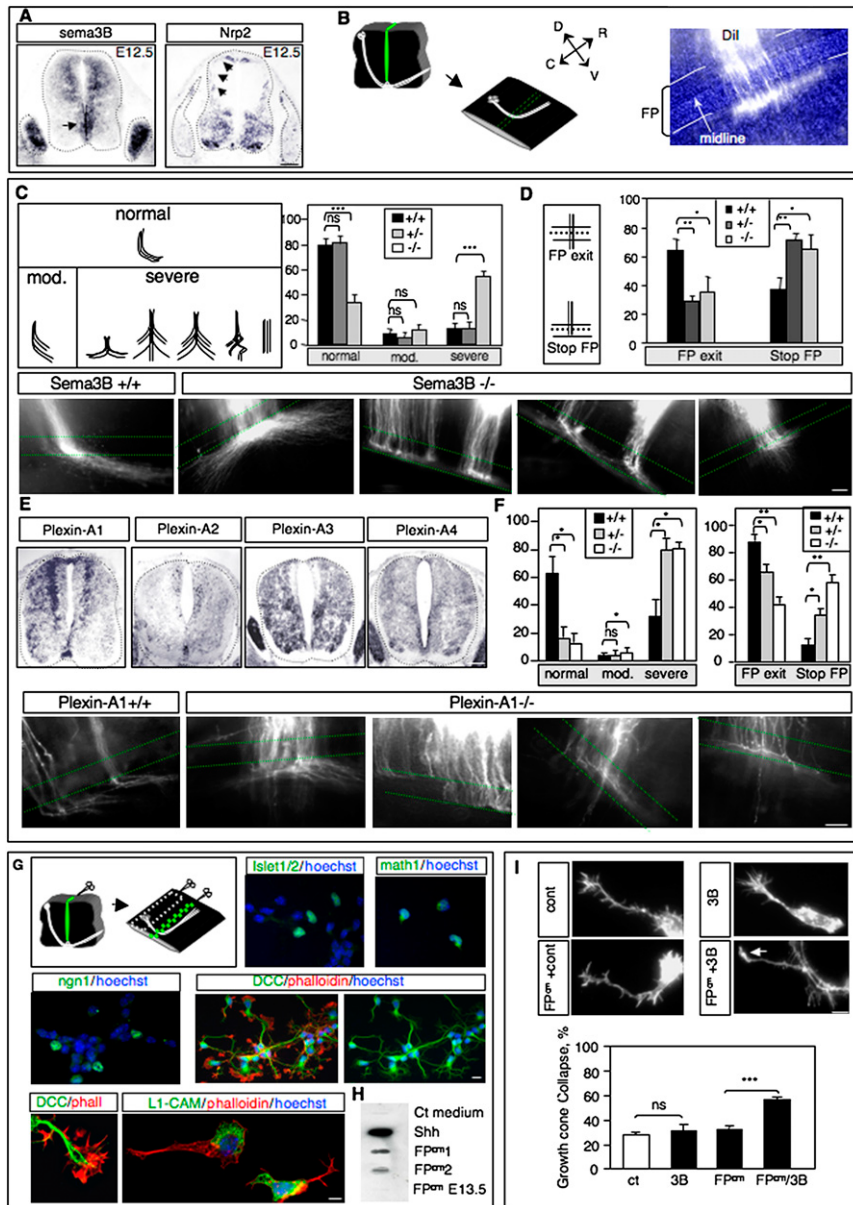 A
sema3B
E12.5
Nrp2
E12.5
B
D
R
C
V
DiI
FP
midline
C
normal
mod.
severe
100
80
60
40
20
0
***
ns
ns
ns
***
ns
+/+
+/-
-/-
normal
mod.
severe
D
FP exit
Stop FP
100
80
60
40
20
0
*
**
*
**
+/+
+/-
-/-
FP exit
Stop FP
Sema3B +/+
Sema3B -/-
E
Plexin-A1
Plexin-A2
Plexin-A3
Plexin-A4
F
100
80
60
40
20
0
*
*
*
ns
*
*
+/+
+/-
-/-
normal
mod.
severe
100
80
60
40
20
0
**
*
**
*
+/+
+/-
-/-
FP exit
Stop FP
Plexin-A1+/+
Plexin-A1-/-
G
Islet1/2/hoechst
math1
ngn1/hoechst
DCC/phalloidin/hoechst
DCC/phall
L1-CAM/phalloidin/hoechst
H
Ct medium
Shh
FPcm1
FPcm2
FPcm E13.5
I
cont
3B
FPcm+cont
FPcm+3B
Growth cone Collapse, %
100
80
60
40
20
0
ns
***
ct
3B
FPcm
FPcm/3B